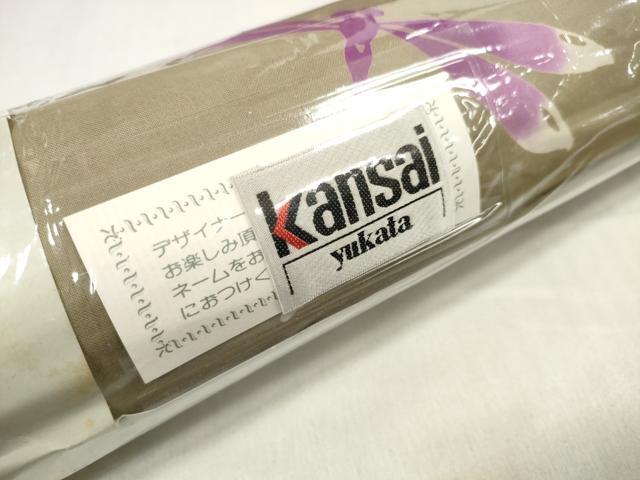 kansai
yukata
デザイナー
お楽しみ頂
ネームをお
におつけく